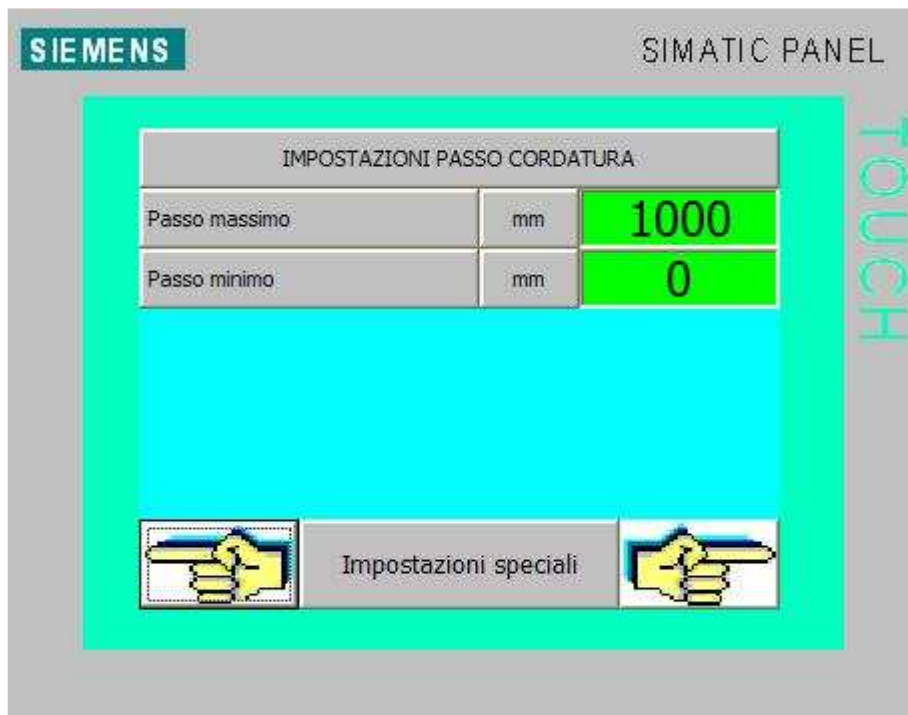 SIEMENS
SIMATIC PANEL
TOUCH
IMPOSTAZIONI PASSO CORDATURA
Passo massimo mm 1000
Passo minimo mm 0
Impostazioni speciali